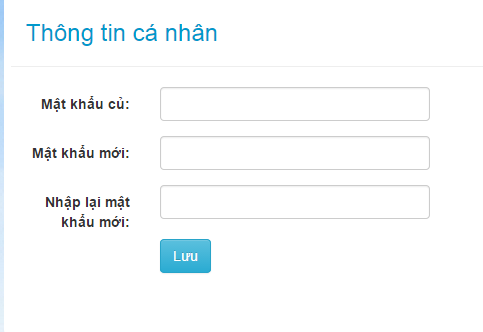 Thông tin cá nhân
Mật khẩu củ:
Mật khẩu mới:
Nhập lại mật
khẩu mới:
Lưu